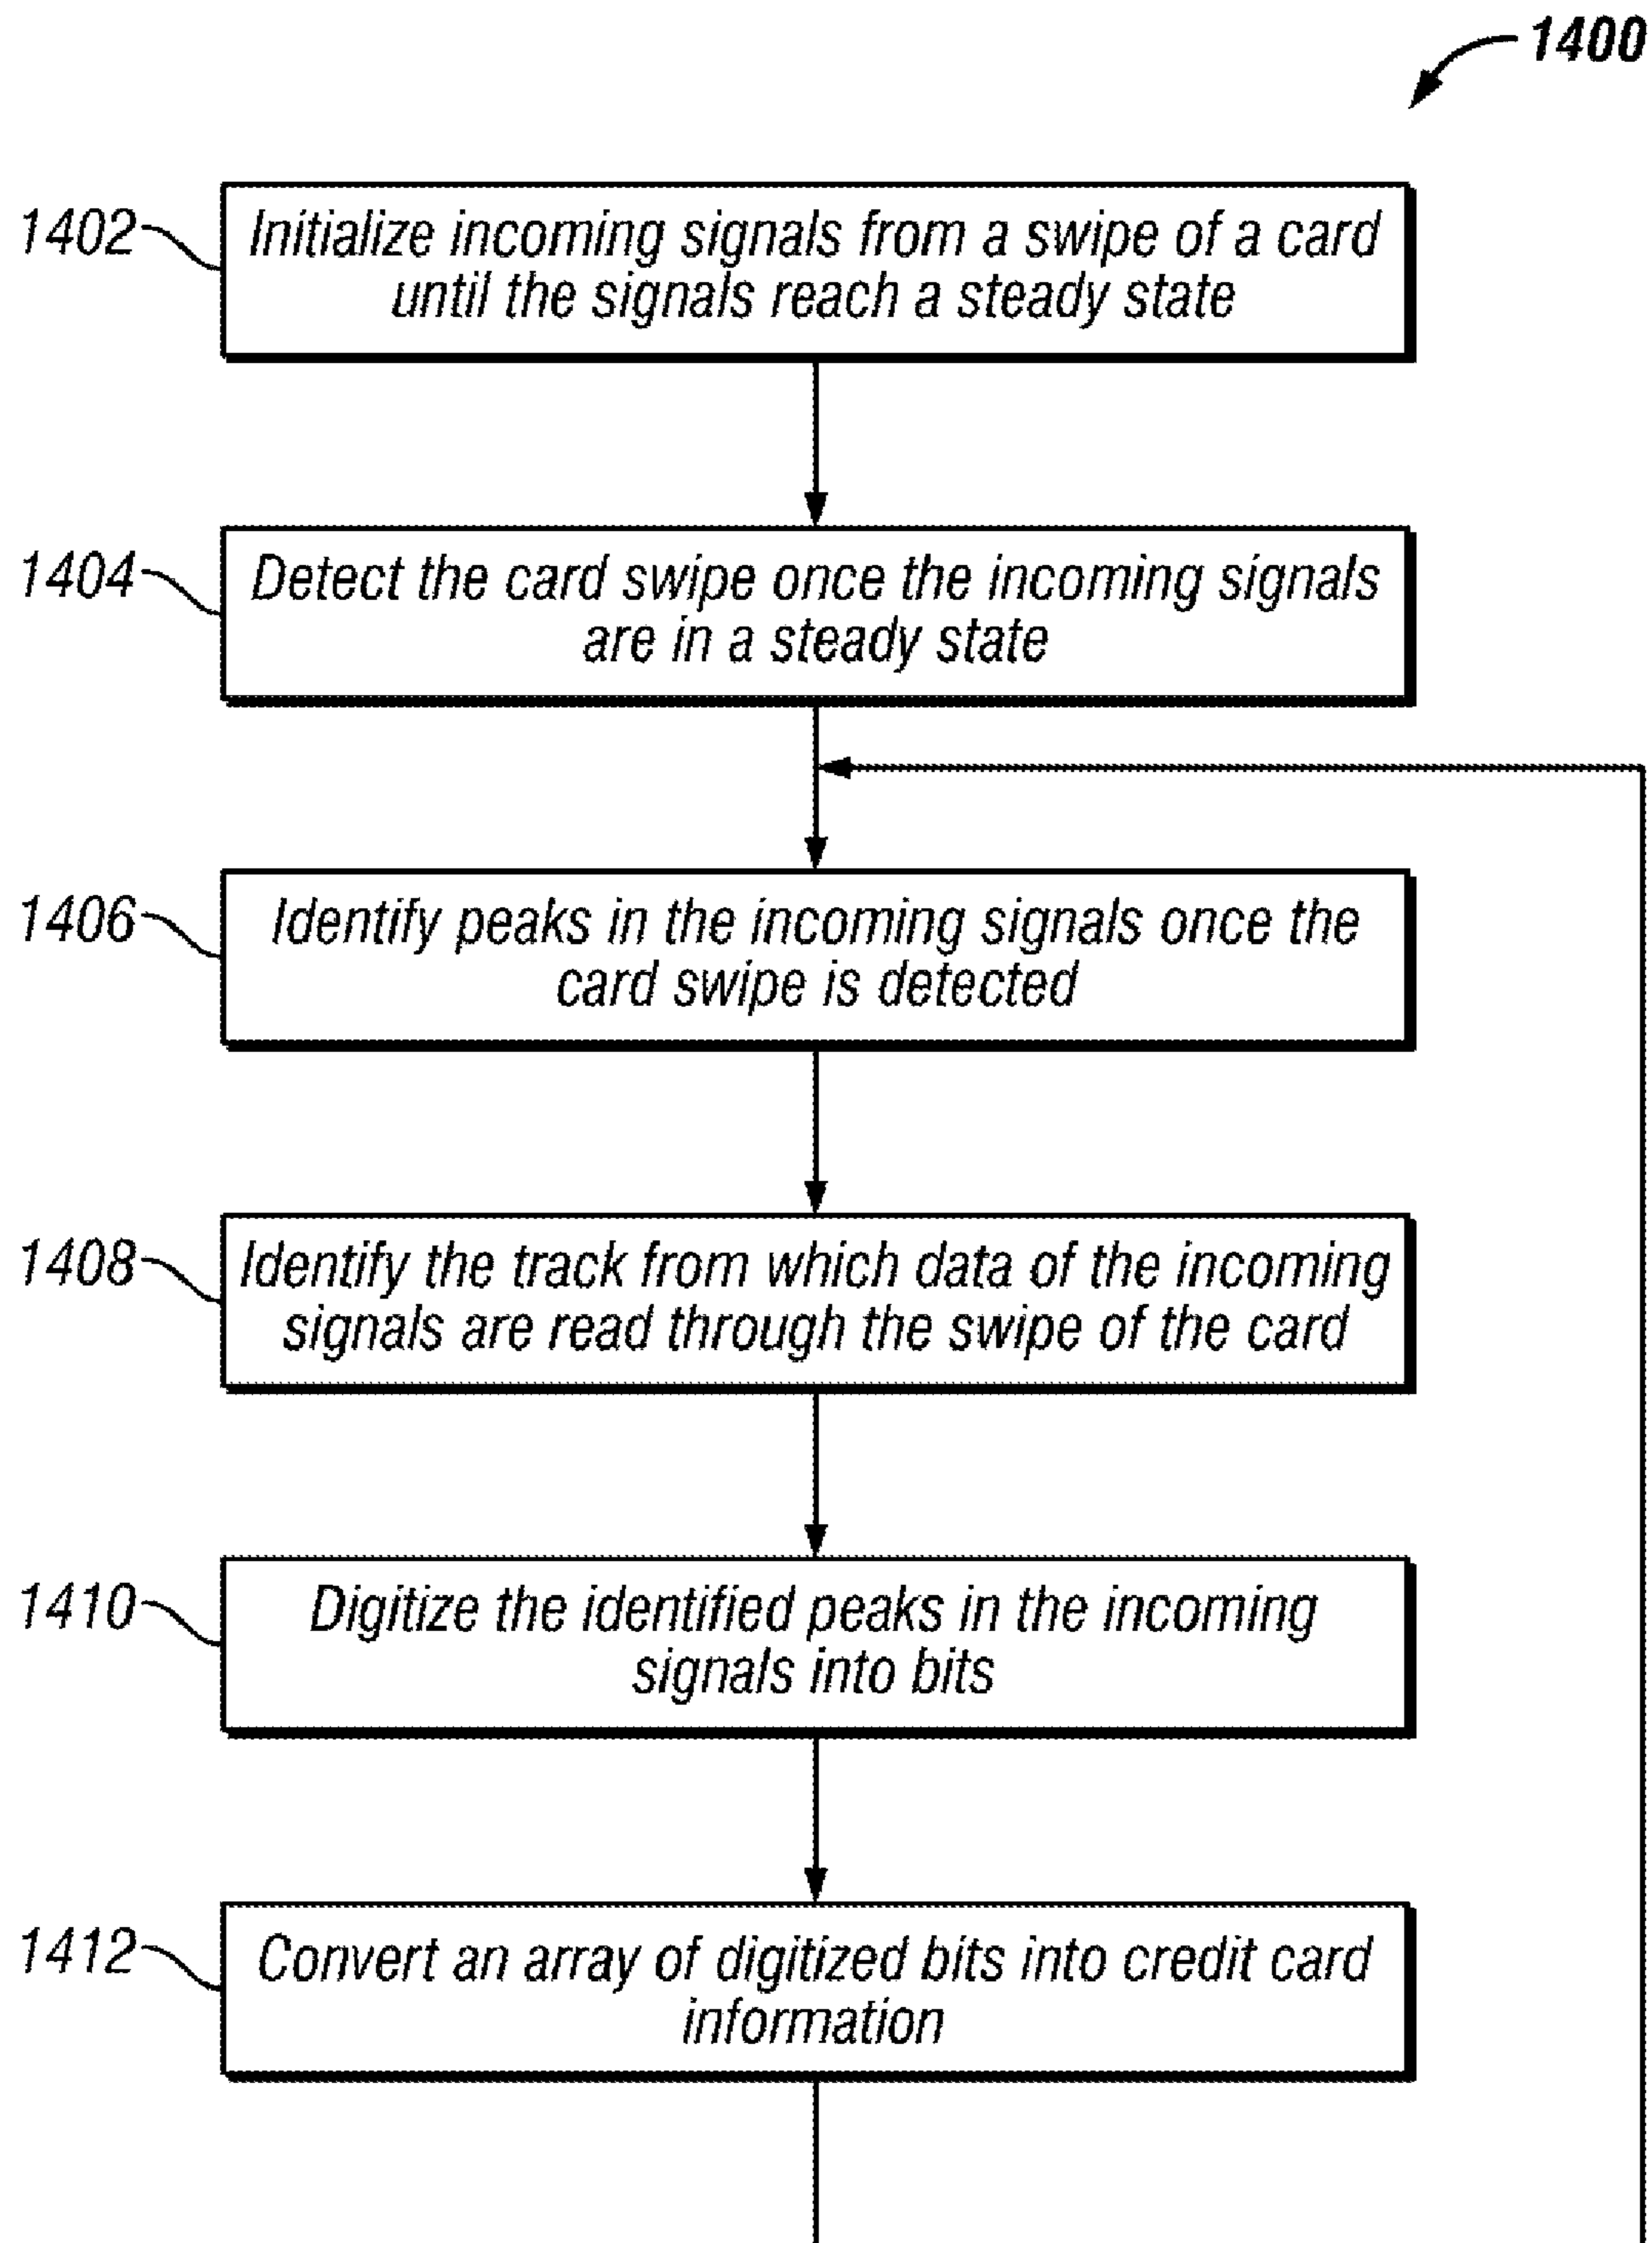 1400
1402
Initialize incoming signals from a swipe of a card
until the signals reach a steady state
1404
Detect the card swipe once the incoming signals
are in a steady state
1406
Identify peaks in the incoming signals once the
card swipe is detected
1408
Identify the track from which data of the incoming
signals are read through the swipe of the card
1410
Digitize the identified peaks in the incoming
signals into bits
1412
Convert an array of digitized bits into credit card
information